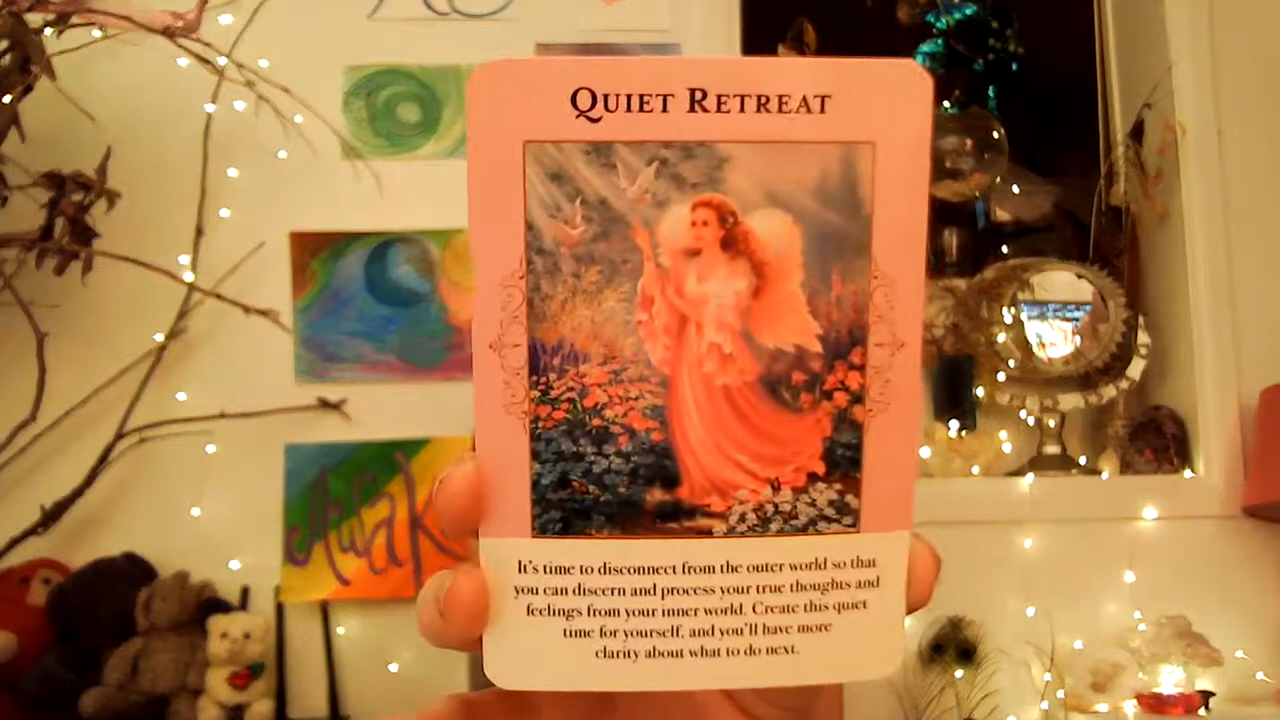 QUIET RETREAT
It's time to disconnect from the outer world so that
you can discern and process your true thoughts and
feelings from your inner world. Create this quiet
time for yourself, and you'll have more
clarity about what to do next.